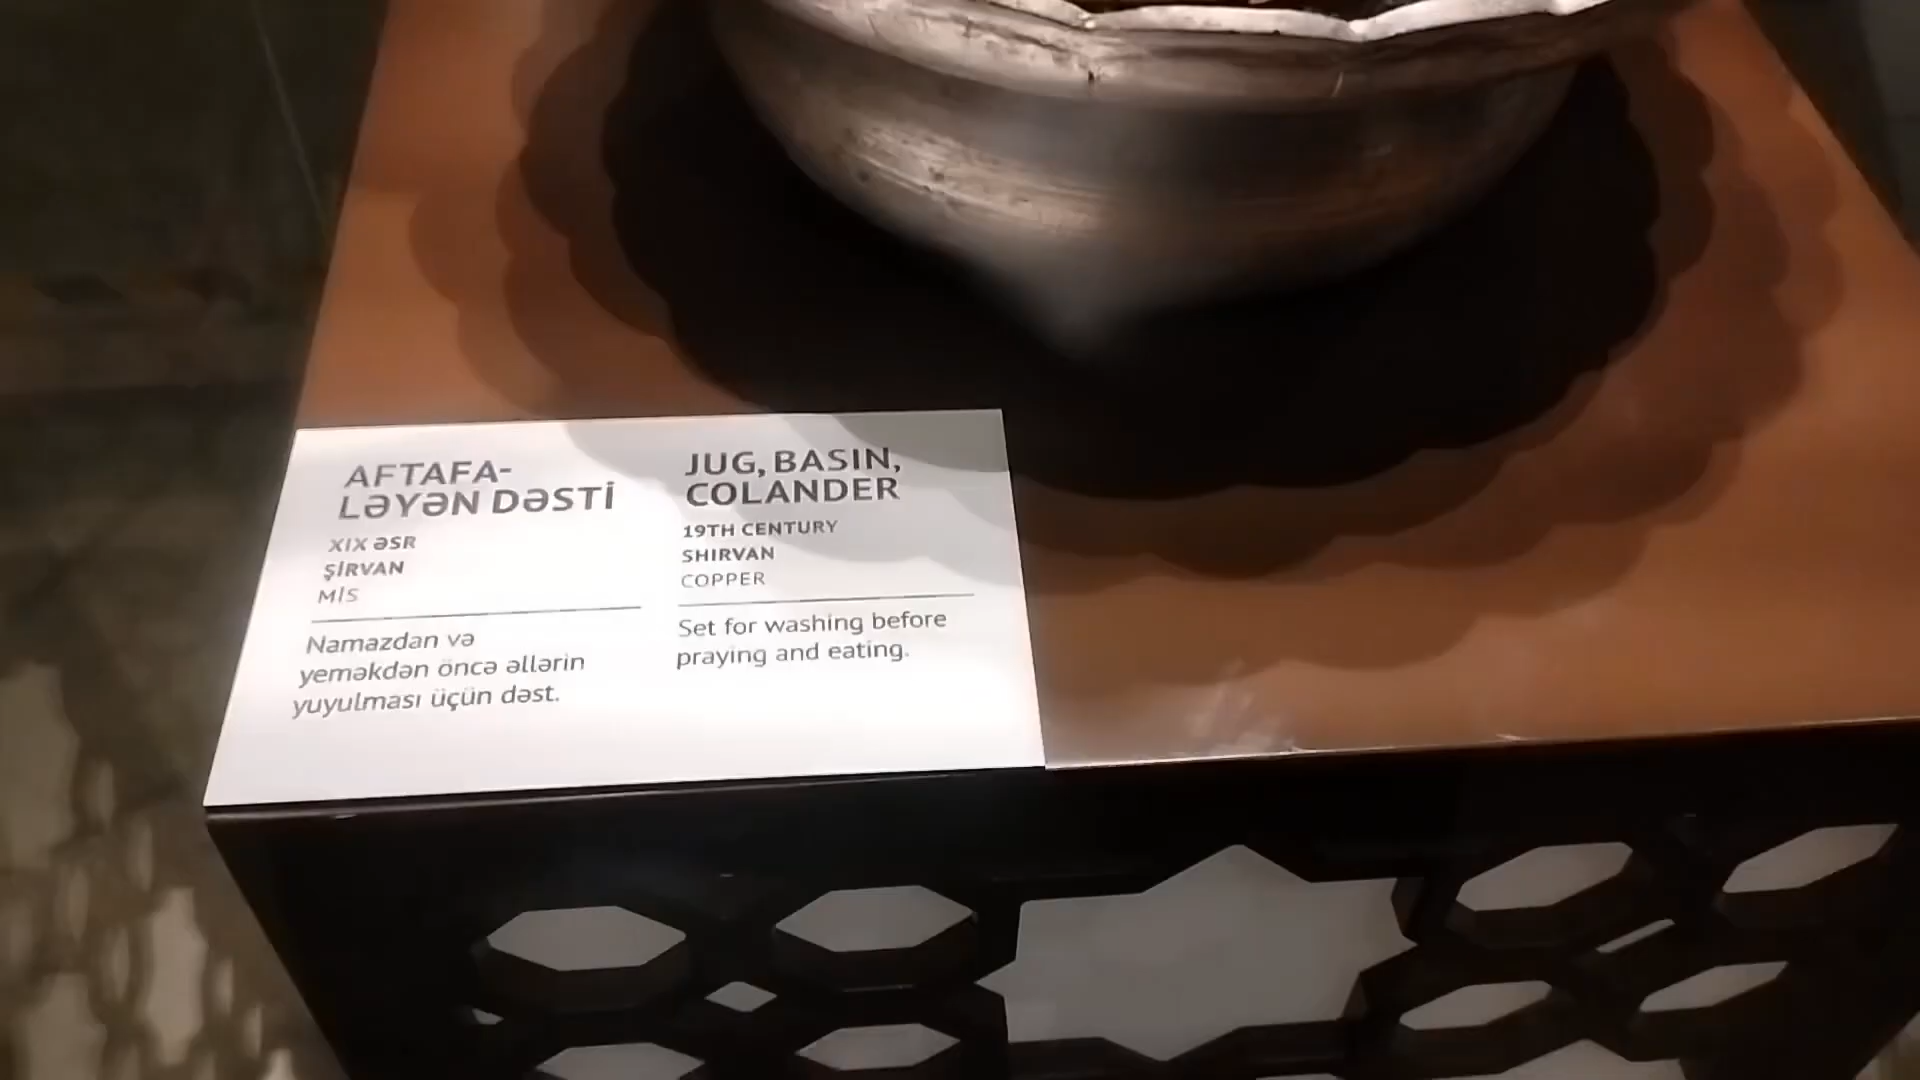 AFTAFA-
LƏYƏN DƏSTİ
XIX ƏSR
ŞİRVAN
MİS
Namazdan və
yeməkdən öncə əllərin
yuyulması üçün dəst.
JUG, BASIN,
COLANDER
19TH CENTURY
SHIRVAN
COPPER
Set for washing before
praying and eating.